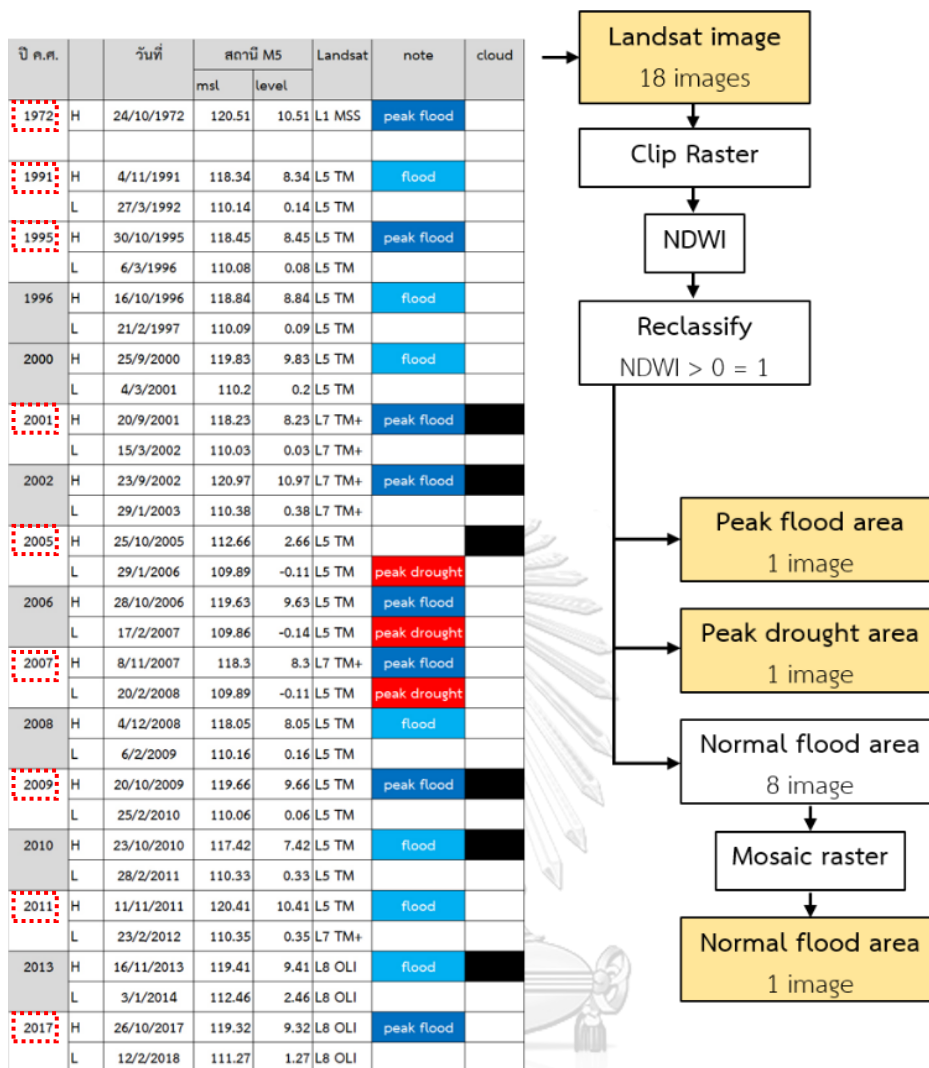 ปี ค.ศ. วันที่ สถานี M5 Landsat note cloud
msl level
1972 H 24/10/1972 120.51 10.51 L1 MSS peak flood
1991 H 4/11/1991 118.34 8.34 L5 TM flood
L 27/3/1992 110.14 0.14 L5 TM
1995 H 30/10/1995 118.45 8.45 L5 TM peak flood
L 6/3/1996 110.08 0.08 L5 TM
1996 H 16/10/1996 118.84 8.84 L5 TM flood
L 21/2/1997 110.09 0.09 L5 TM
2000 H 25/9/2000 119.83 9.83 L5 TM flood
L 4/3/2001 110.2 0.2 L5 TM
2001 H 20/9/2001 118.23 8.23 L7 TM+ peak flood
L 15/3/2002 110.03 0.03 L7 TM+
2002 H 23/9/2002 120.97 10.97 L7 TM+ peak flood
L 29/1/2003 110.38 0.38 L7 TM+
2005 H 25/10/2005 112.66 2.66 L5 TM
L 29/1/2006 109.89 -0.11 L5 TM peak drought
2006 H 28/10/2006 119.63 9.63 L5 TM peak flood
L 17/2/2007 109.86 -0.14 L5 TM peak drought
2007 H 8/11/2007 118.3 8.3 L7 TM+ peak flood
L 20/2/2008 109.89 -0.11 L5 TM peak drought
2008 H 4/12/2008 118.05 8.05 L5 TM flood
L 6/2/2009 110.16 0.16 L5 TM
2009 H 20/10/2009 119.66 9.66 L5 TM peak flood
L 25/2/2010 110.06 0.06 L5 TM
2010 H 23/10/2010 117.42 7.42 L5 TM flood
L 28/2/2011 110.33 0.33 L5 TM
2011 H 11/11/2011 120.41 10.41 L5 TM flood
L 23/2/2012 110.35 0.35 L7 TM+
2013 H 16/11/2013 119.41 9.41 L8 OLI flood
L 3/1/2014 112.46 2.46 L8 OLI
2017 H 26/10/2017 119.32 9.32 L8 OLI peak flood
L 12/2/2018 111.27 1.27 L8 OLI
Landsat image
18 images
Clip Raster
NDWI
Reclassify
NDWI > 0 = 1
Peak flood area
1 image
Peak drought area
1 image
Normal flood area
8 image
Mosaic raster
Normal flood area
1 image